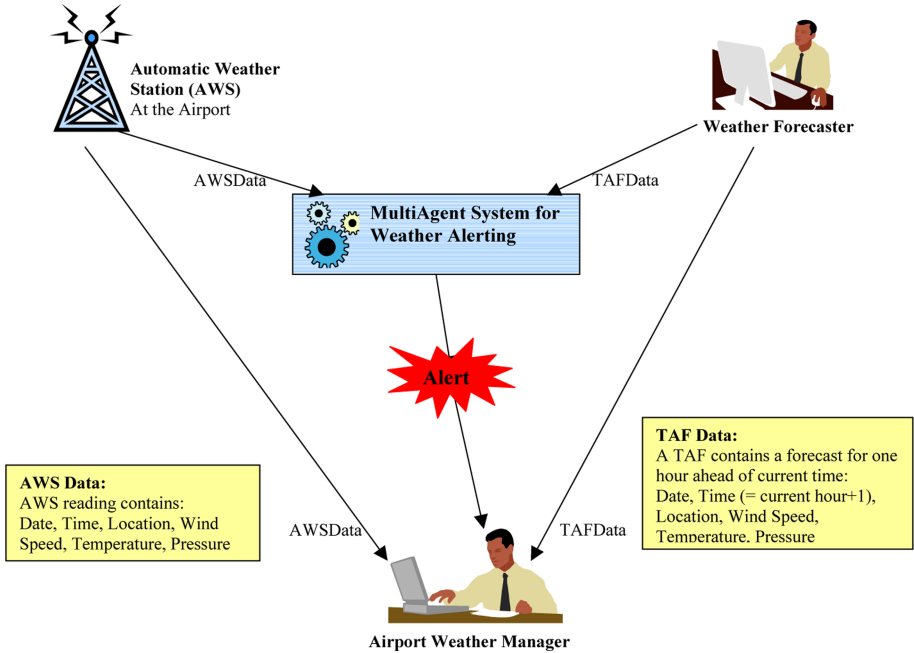 Automatic Weather
Station (AWS)
At the Airport
Weather Forecaster
AWSData
TAFData
MultiAgent System for
Weather Alerting
Alert
TAF Data:
A TAF contains a forecast for one
hour ahead of current time:
Date, Time (= current hour+1),
Location, Wind Speed,
Temperature, Pressure
AWS Data:
AWS reading contains:
Date, Time, Location, Wind
Speed, Temperature, Pressure
AWSData
TAFData
Airport Weather Manager